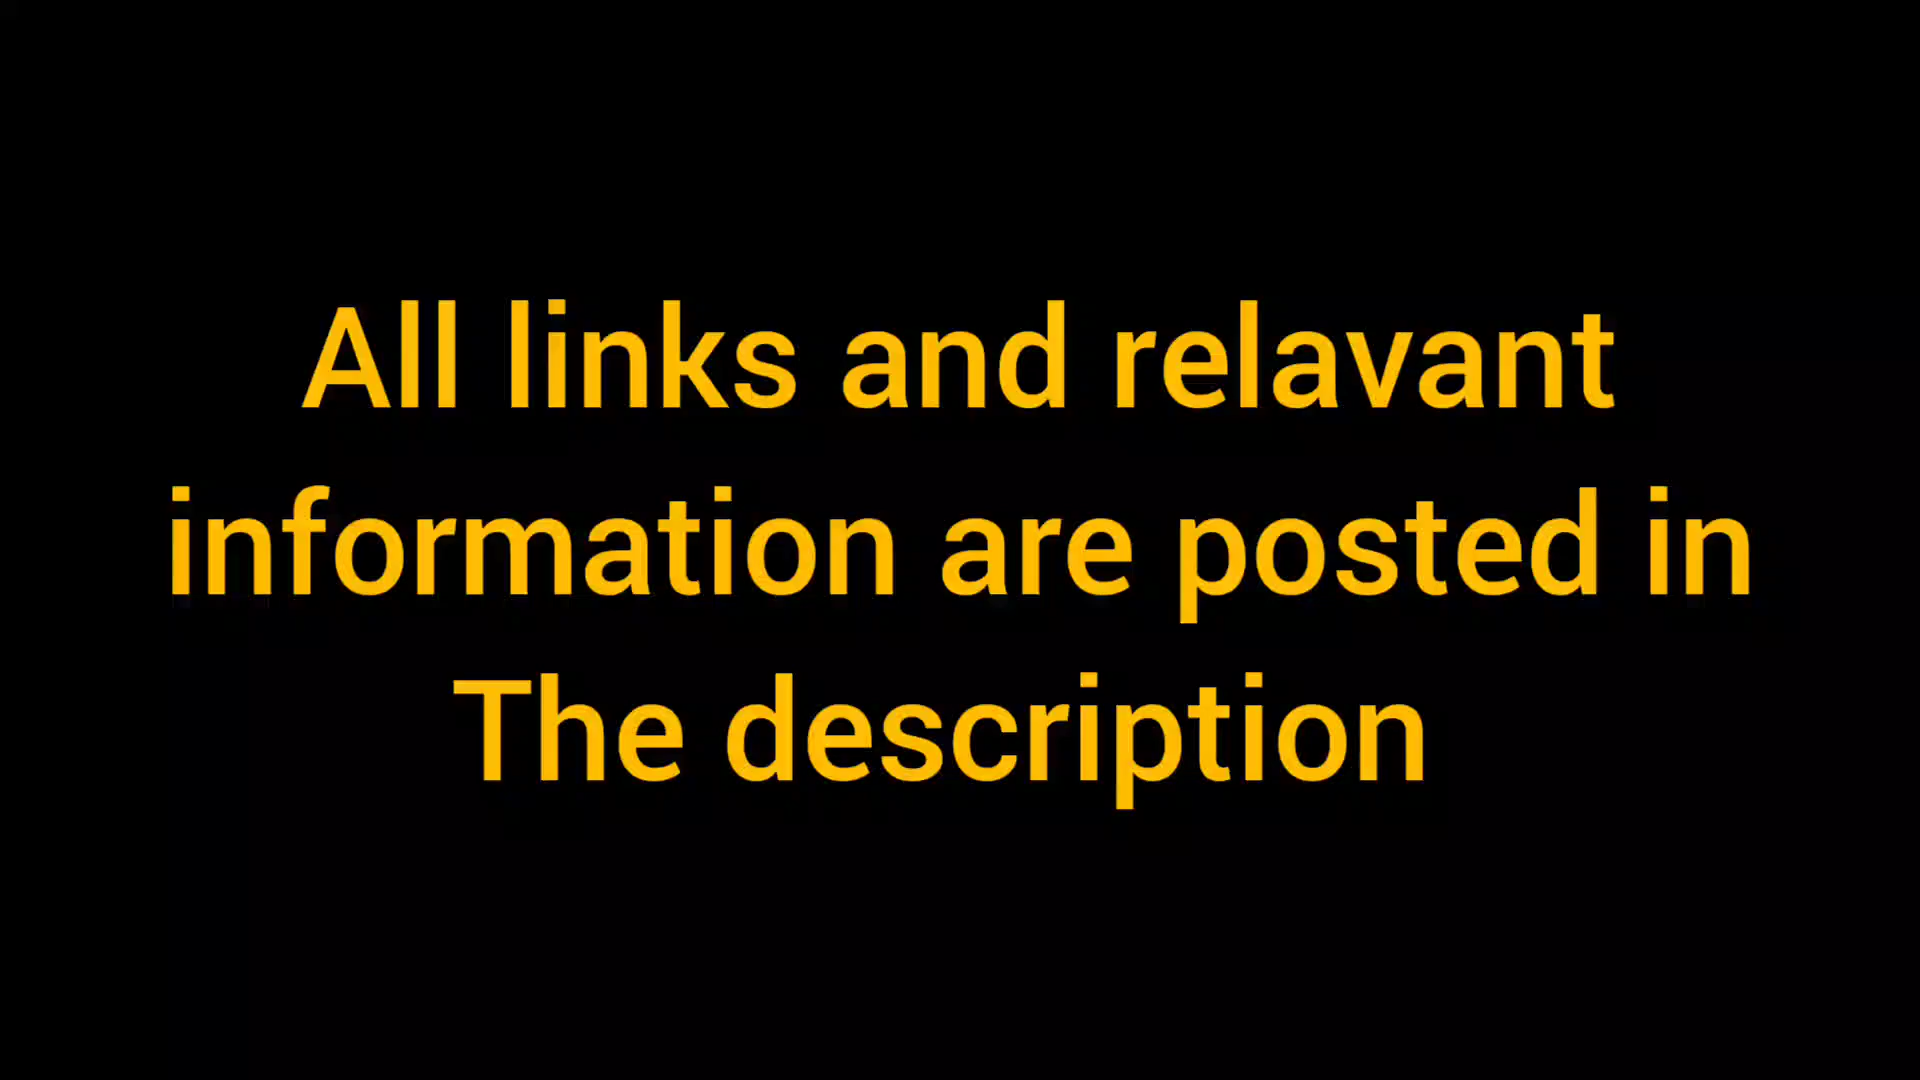 All links and relavant
information are posted in
The description